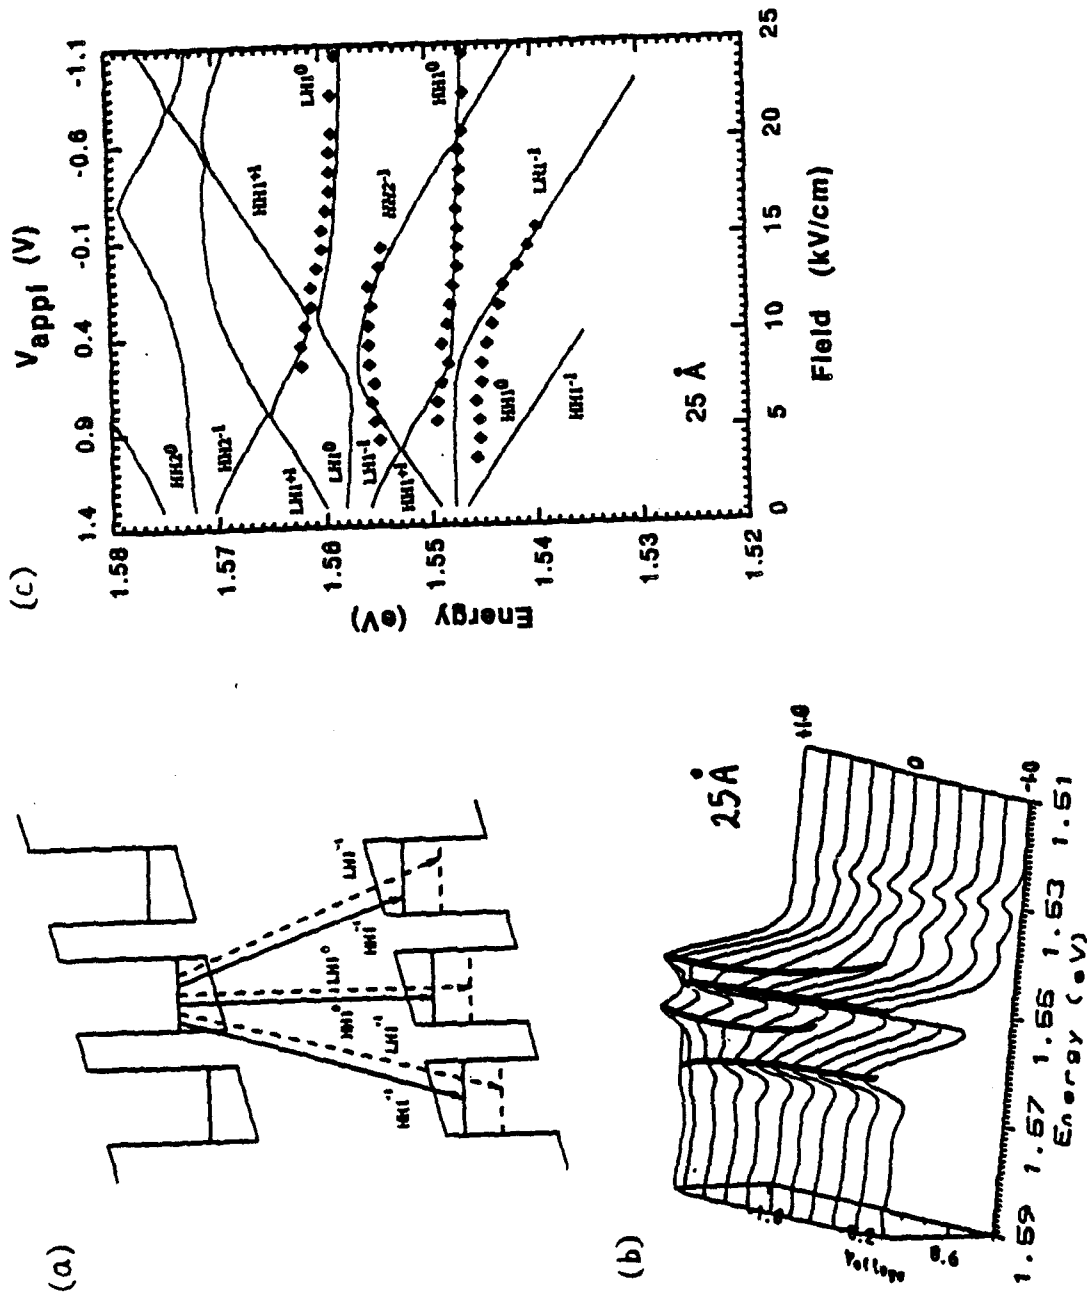 (a)
HH1⁻¹
LH1⁻¹
HH1⁰
LH1⁰
HH1⁻¹
LH1⁻¹
(b)
25Å
+1.0
0
-1.0
1.59 1.57 1.55 1.53 1.51
Energy (eV)
(c)
Vappl (V)
1.4 0.9 0.4 -0.1 -0.6 -1.1
1.58
1.57
1.56
1.55
1.54
1.53
1.52
Energy (eV)
HH2⁰
HH2⁻¹
LH1⁺¹
LH1⁰
LH1⁻¹
HH1⁺¹
HH1⁺¹
LH1⁰
HH2⁻¹
HH1⁰
LH1⁻¹
HH1⁰
HH1⁻¹
25 Å
0 5 10 15 20 25
Field (kV/cm)